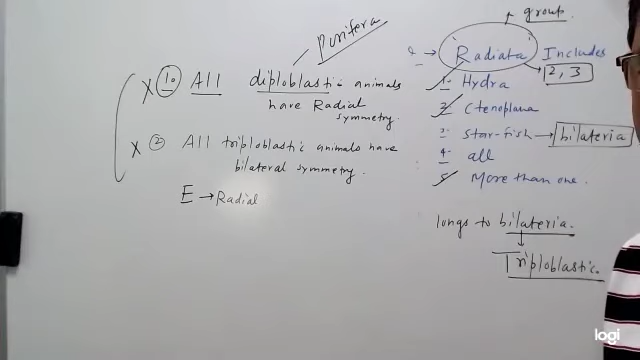 Porifera
X ① All diploblastic animals
have Radial
symmetry.
X ② All triploblastic animals have
bilateral symmetry.
E → Radial
group.
Radiata Includes
2, 3
1. Hydra
2. Ctenoplana
3. Star-fish → bilateria
4. all
5. More than one.
longs to bilateria.
↓
Triploblastic.
logi